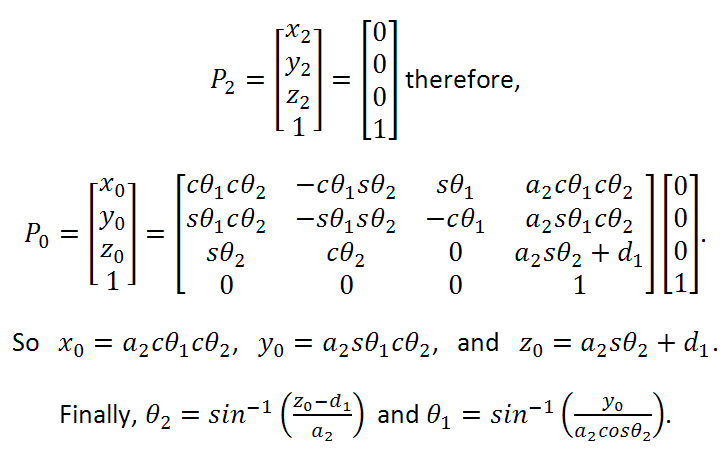 P₂ = [x₂; y₂; z₂; 1] = [0; 0; 0; 1] therefore,
P₀ = [x₀; y₀; z₀; 1] = [cθ₁cθ₂ −cθ₁sθ₂ sθ₁ a₂cθ₁cθ₂; sθ₁cθ₂ −sθ₁sθ₂ −cθ₁ a₂sθ₁cθ₂; sθ₂ cθ₂ 0 a₂sθ₂ + d₁; 0 0 0 1] [0; 0; 0; 1].
So x₀ = a₂cθ₁cθ₂, y₀ = a₂sθ₁cθ₂, and z₀ = a₂sθ₂ + d₁.
Finally, θ₂ = sin⁻¹((z₀−d₁)/a₂) and θ₁ = sin⁻¹(y₀/(a₂cosθ₂)).